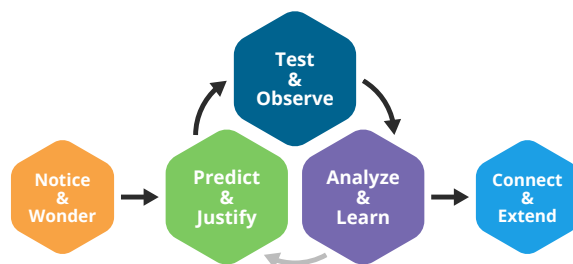 Test
&
Observe
Notice
&
Wonder
Predict
&
Justify
Analyze
&
Learn
Connect
&
Extend